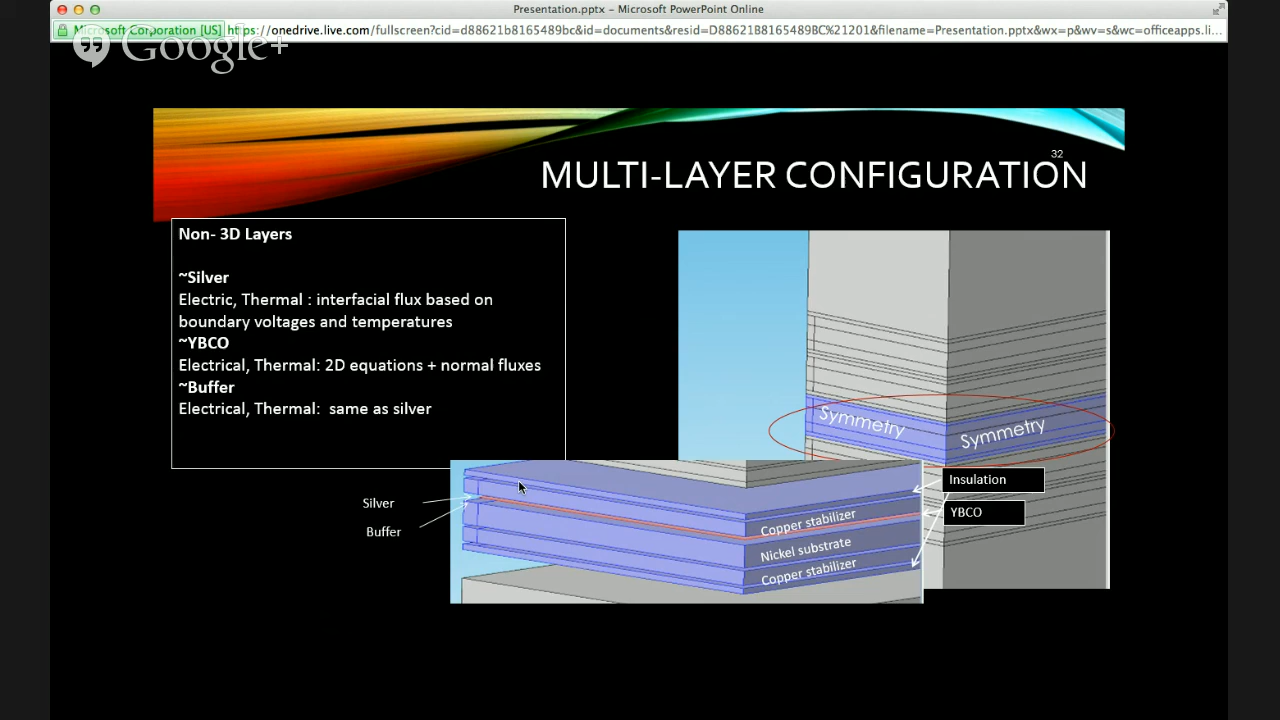 Presentation.pptx - Microsoft PowerPoint Online
Microsoft Corporation [US] https://onedrive.live.com/fullscreen?cid=d88621b8165489bc&id=documents&resid=D88621B8165489BC%21201&filename=Presentation.pptx&wx=p&wv=s&wc=officeapps.li...
Google+
32
MULTI-LAYER CONFIGURATION
Non- 3D Layers
~Silver
Electric, Thermal : interfacial flux based on
boundary voltages and temperatures
~YBCO
Electrical, Thermal: 2D equations + normal fluxes
~Buffer
Electrical, Thermal: same as silver
Symmetry
Symmetry
Insulation
YBCO
Silver
Buffer
Copper stabilizer
Nickel substrate
Copper stabilizer